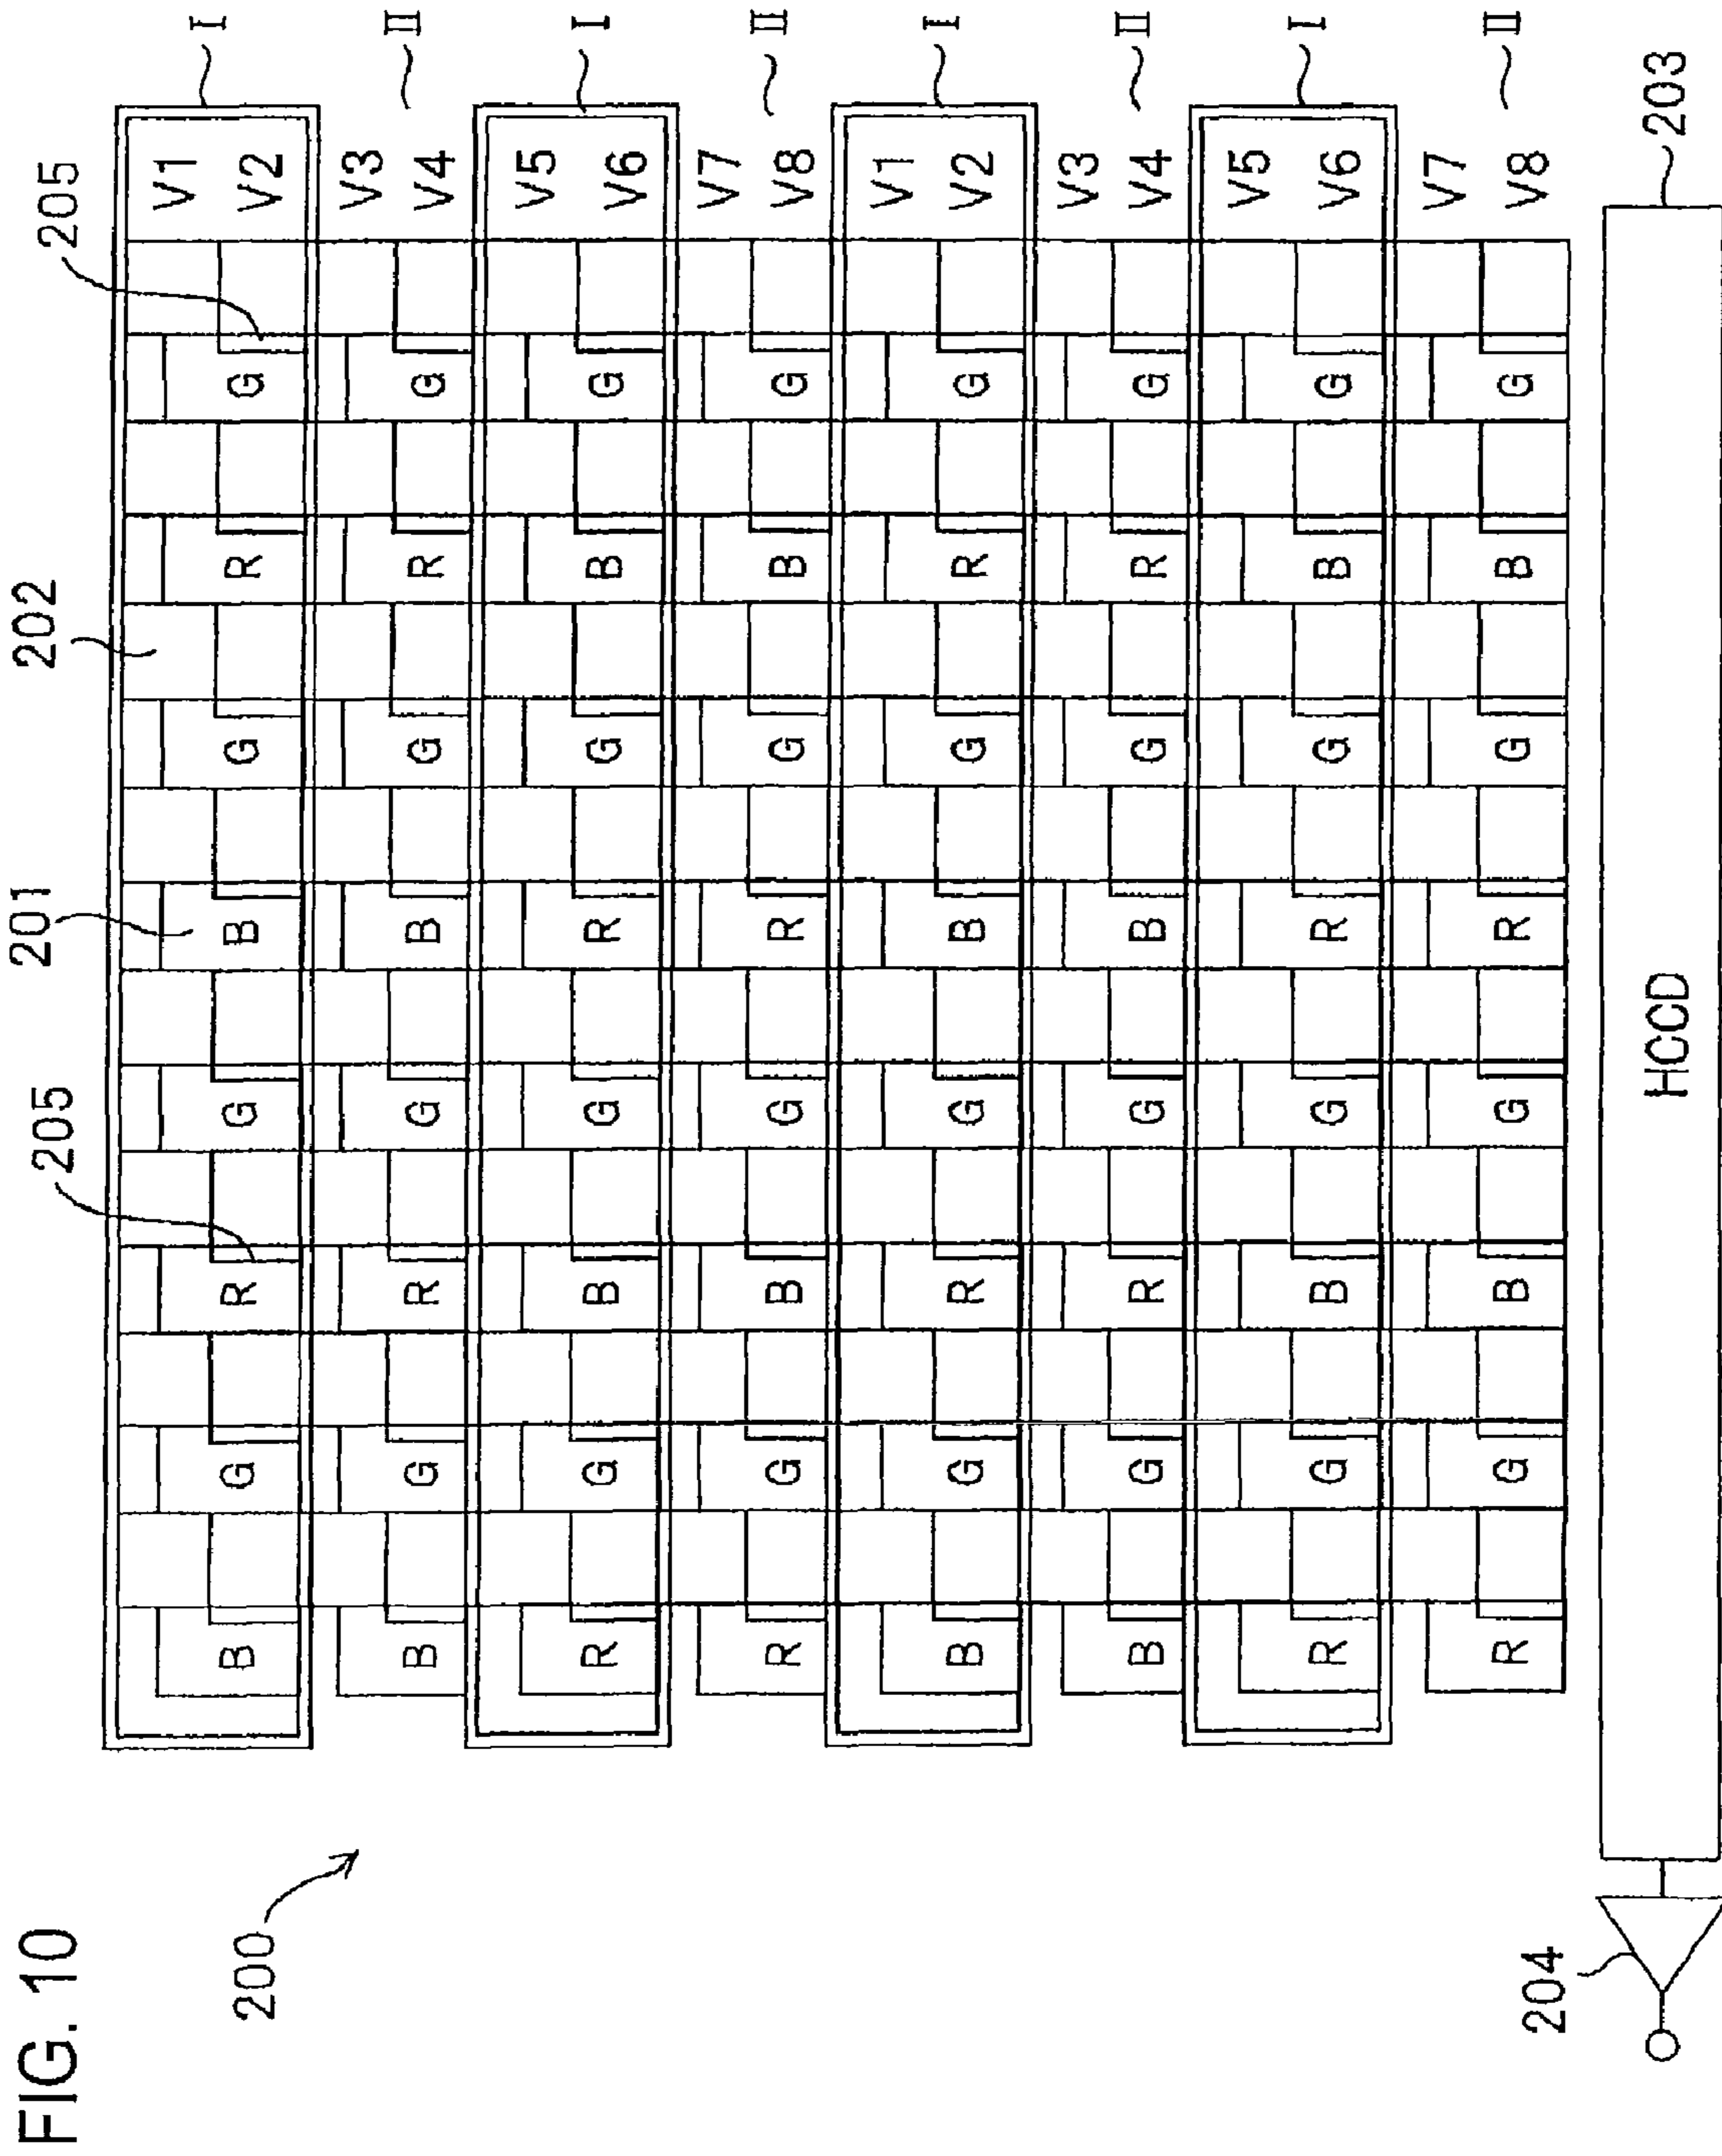 FIG. 10
205 201 202 205
200
V1 I
B G R G B G R G V2
V3 II
B G R G B G R G V4
V5 I
R G B G R G B G V6
V7 II
R G B G R G B G V8
V1 I
B G R G B G R G V2
V3 II
B G R G B G R G V4
V5 I
R G B G R G B G V6
V7 II
R G B G R G B G V8
204 HCCD 203